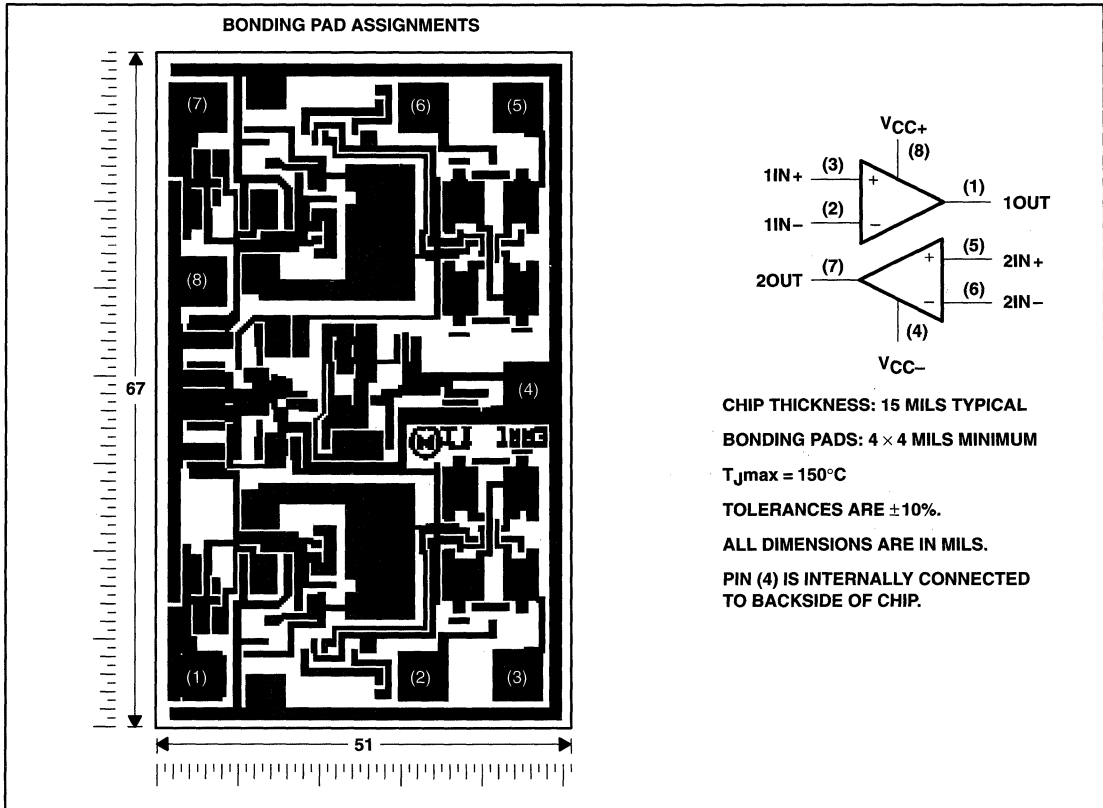 BONDING PAD ASSIGNMENTS
(7)
(6)
(5)
(8)
(4)
(1)
(2)
(3)
67
51
VCC+
(8)
1IN+
(3)
+
(1)
1OUT
1IN−
(2)
−
2OUT
(7)
+
(5)
2IN+
−
(6)
2IN−
(4)
VCC−
CHIP THICKNESS: 15 MILS TYPICAL
BONDING PADS: 4 × 4 MILS MINIMUM
TJmax = 150°C
TOLERANCES ARE ±10%.
ALL DIMENSIONS ARE IN MILS.
PIN (4) IS INTERNALLY CONNECTED
TO BACKSIDE OF CHIP.